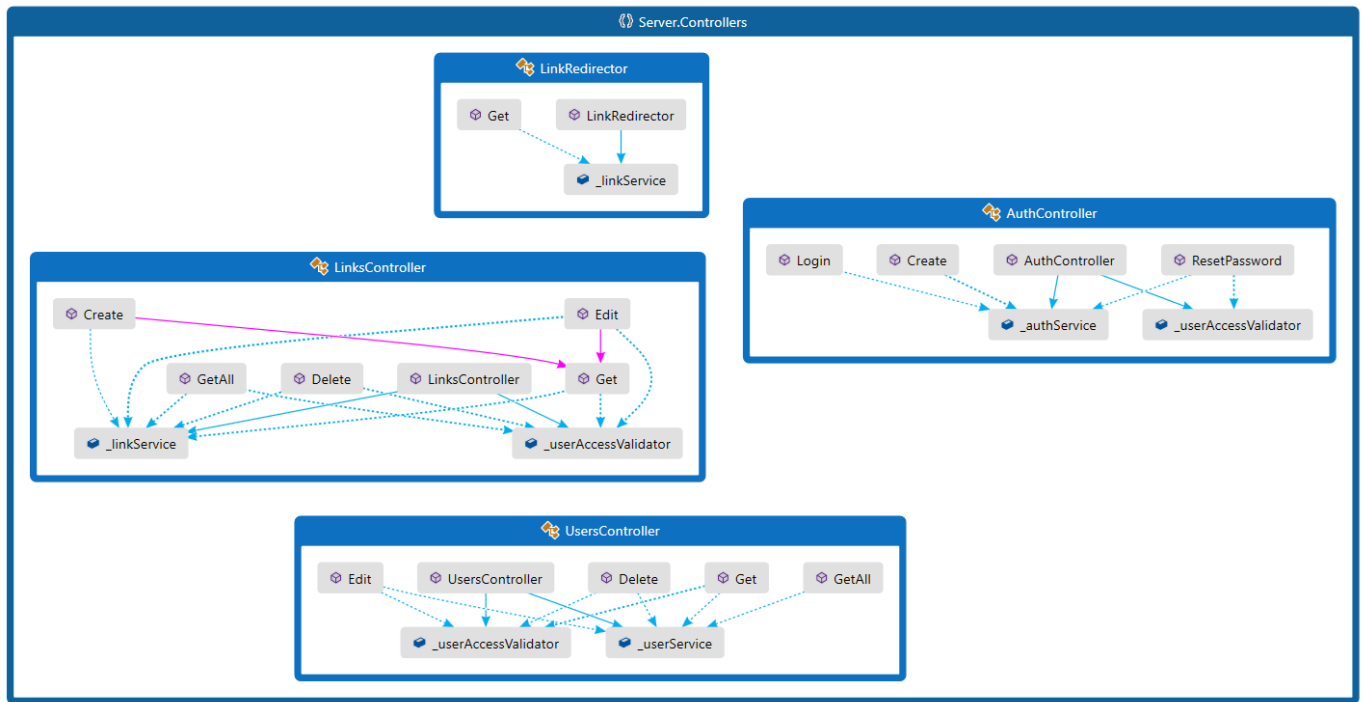 Server.Controllers
LinkRedirector
Get
LinkRedirector
_linkService
AuthController
Login
Create
AuthController
ResetPassword
_authService
_userAccessValidator
LinksController
Create
Edit
GetAll
Delete
LinksController
Get
_linkService
_userAccessValidator
UsersController
Edit
UsersController
Delete
Get
GetAll
_userAccessValidator
_userService